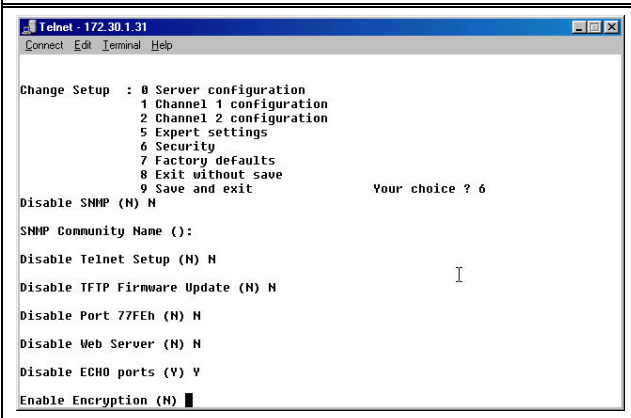 Telnet - 172.30.1.31
Connect Edit Terminal Help
Change Setup : 0 Server configuration
1 Channel 1 configuration
2 Channel 2 configuration
5 Expert settings
6 Security
7 Factory defaults
8 Exit without save
9 Save and exit Your choice ? 6
Disable SNMP (N) N
SNMP Community Name ():
Disable Telnet Setup (N) N
Disable TFTP Firmware Update (N) N
Disable Port 77FEh (N) N
Disable Web Server (N) N
Disable ECHO ports (Y) Y
Enable Encryption (N)